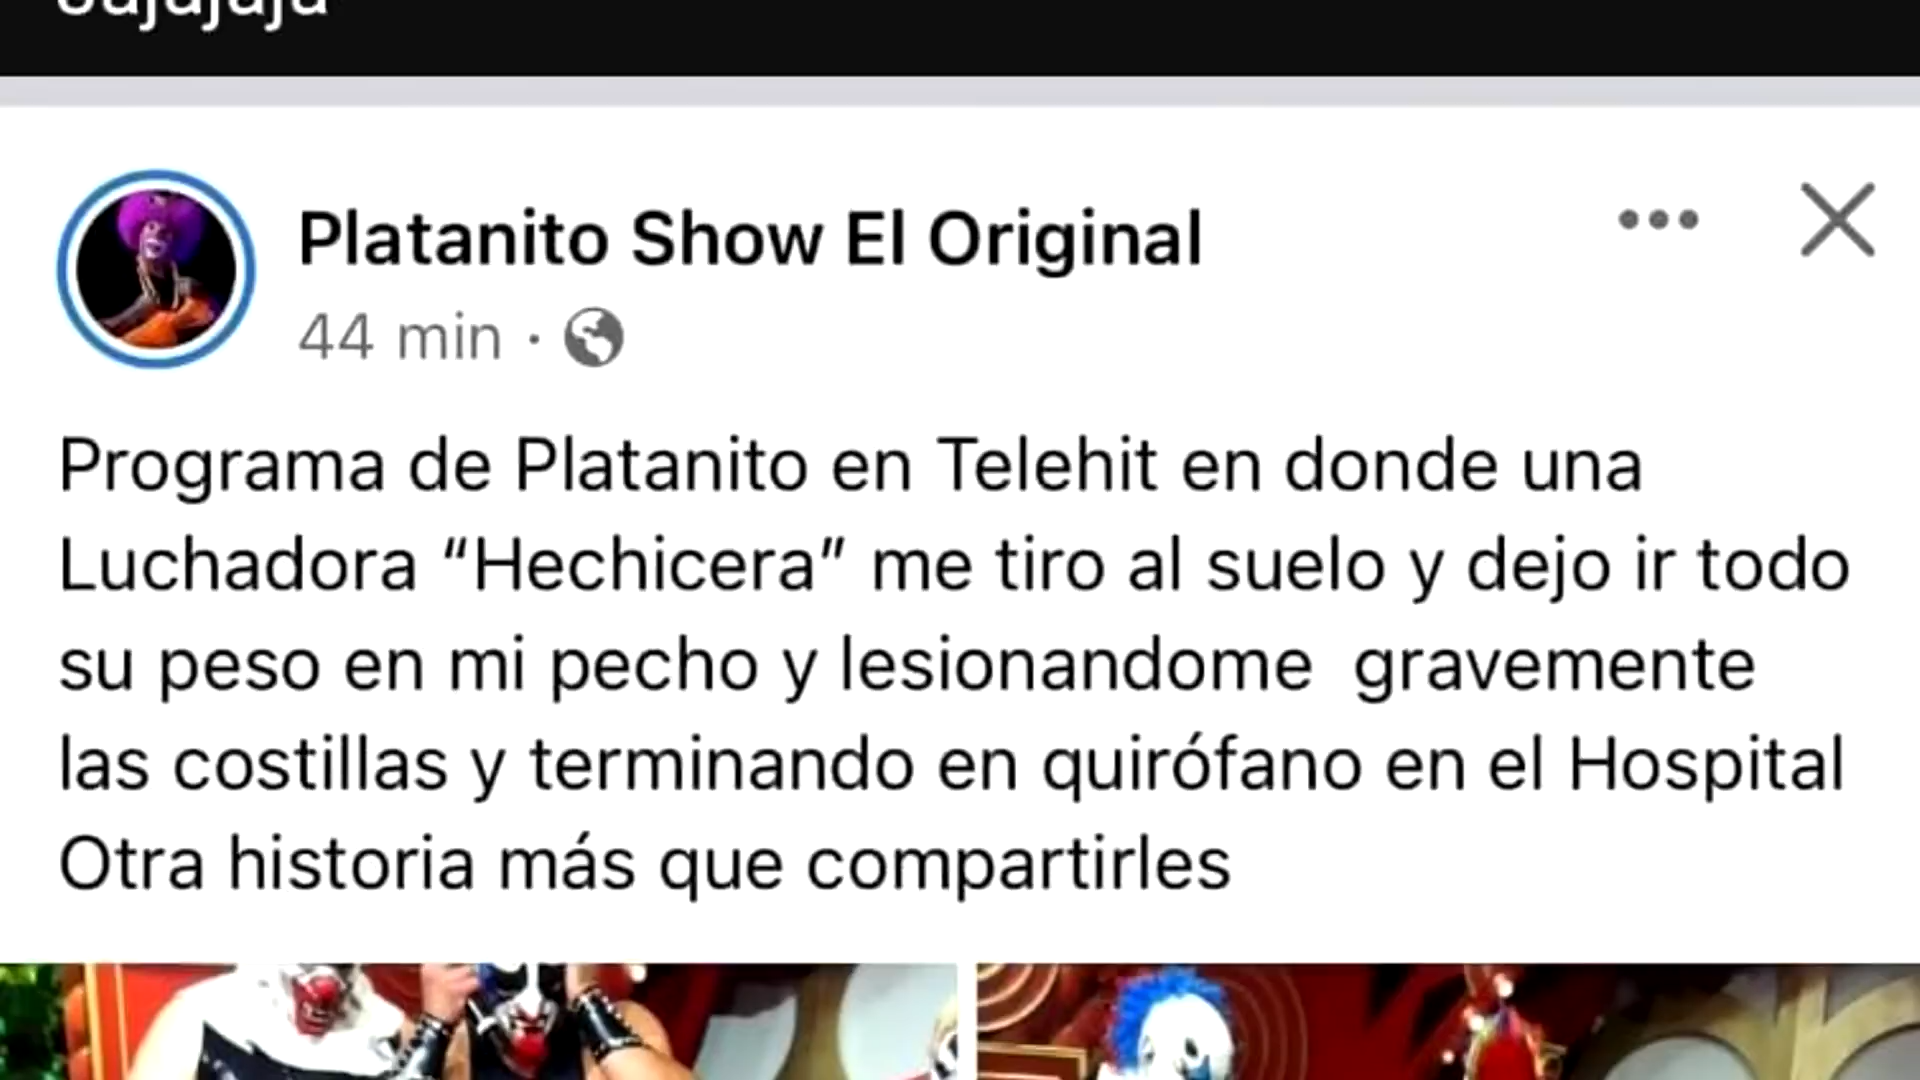 Platanito Show El Original
44 min ·
Programa de Platanito en Telehit en donde una
Luchadora “Hechicera” me tiro al suelo y dejo ir todo
su peso en mi pecho y lesionandome  gravemente
las costillas y terminando en quirófano en el Hospital
Otra historia más que compartirles